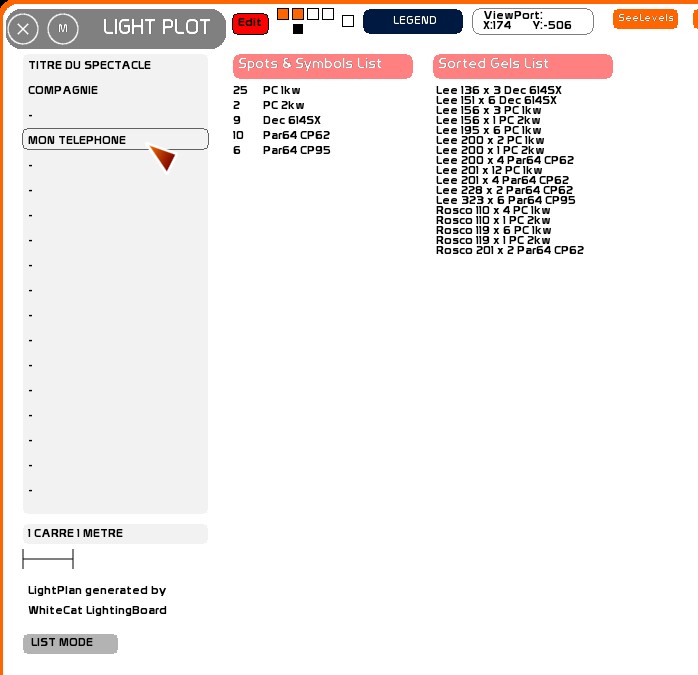 LIGHT PLOT
M
Edit
LEGEND
ViewPort:
X:174 Y:-506
SeeLevels
TITRE DU SPECTACLE
COMPAGNIE
-
MON TELEPHONE
-
-
-
-
-
-
-
-
-
-
-
-
-
-
1 CARRE 1 METRE
LightPlan generated by
WhiteCat LightingBoard
LIST MODE
Spots & Symbols List
25 PC 1kw
2 PC 2kw
9 Dec 614SX
10 Par64 CP62
6 Par64 CP95
Sorted Gels List
Lee 136 x 3 Dec 614SX
Lee 151 x 6 Dec 614SX
Lee 156 x 3 PC 1kw
Lee 156 x 1 PC 2kw
Lee 195 x 6 PC 1kw
Lee 200 x 2 PC 1kw
Lee 200 x 1 PC 2kw
Lee 200 x 4 Par64 CP62
Lee 201 x 12 PC 1kw
Lee 201 x 4 Par64 CP62
Lee 228 x 2 Par64 CP62
Lee 323 x 6 Par64 CP95
Rosco 110 x 4 PC 1kw
Rosco 110 x 1 PC 2kw
Rosco 119 x 6 PC 1kw
Rosco 119 x 1 PC 2kw
Rosco 201 x 2 Par64 CP62